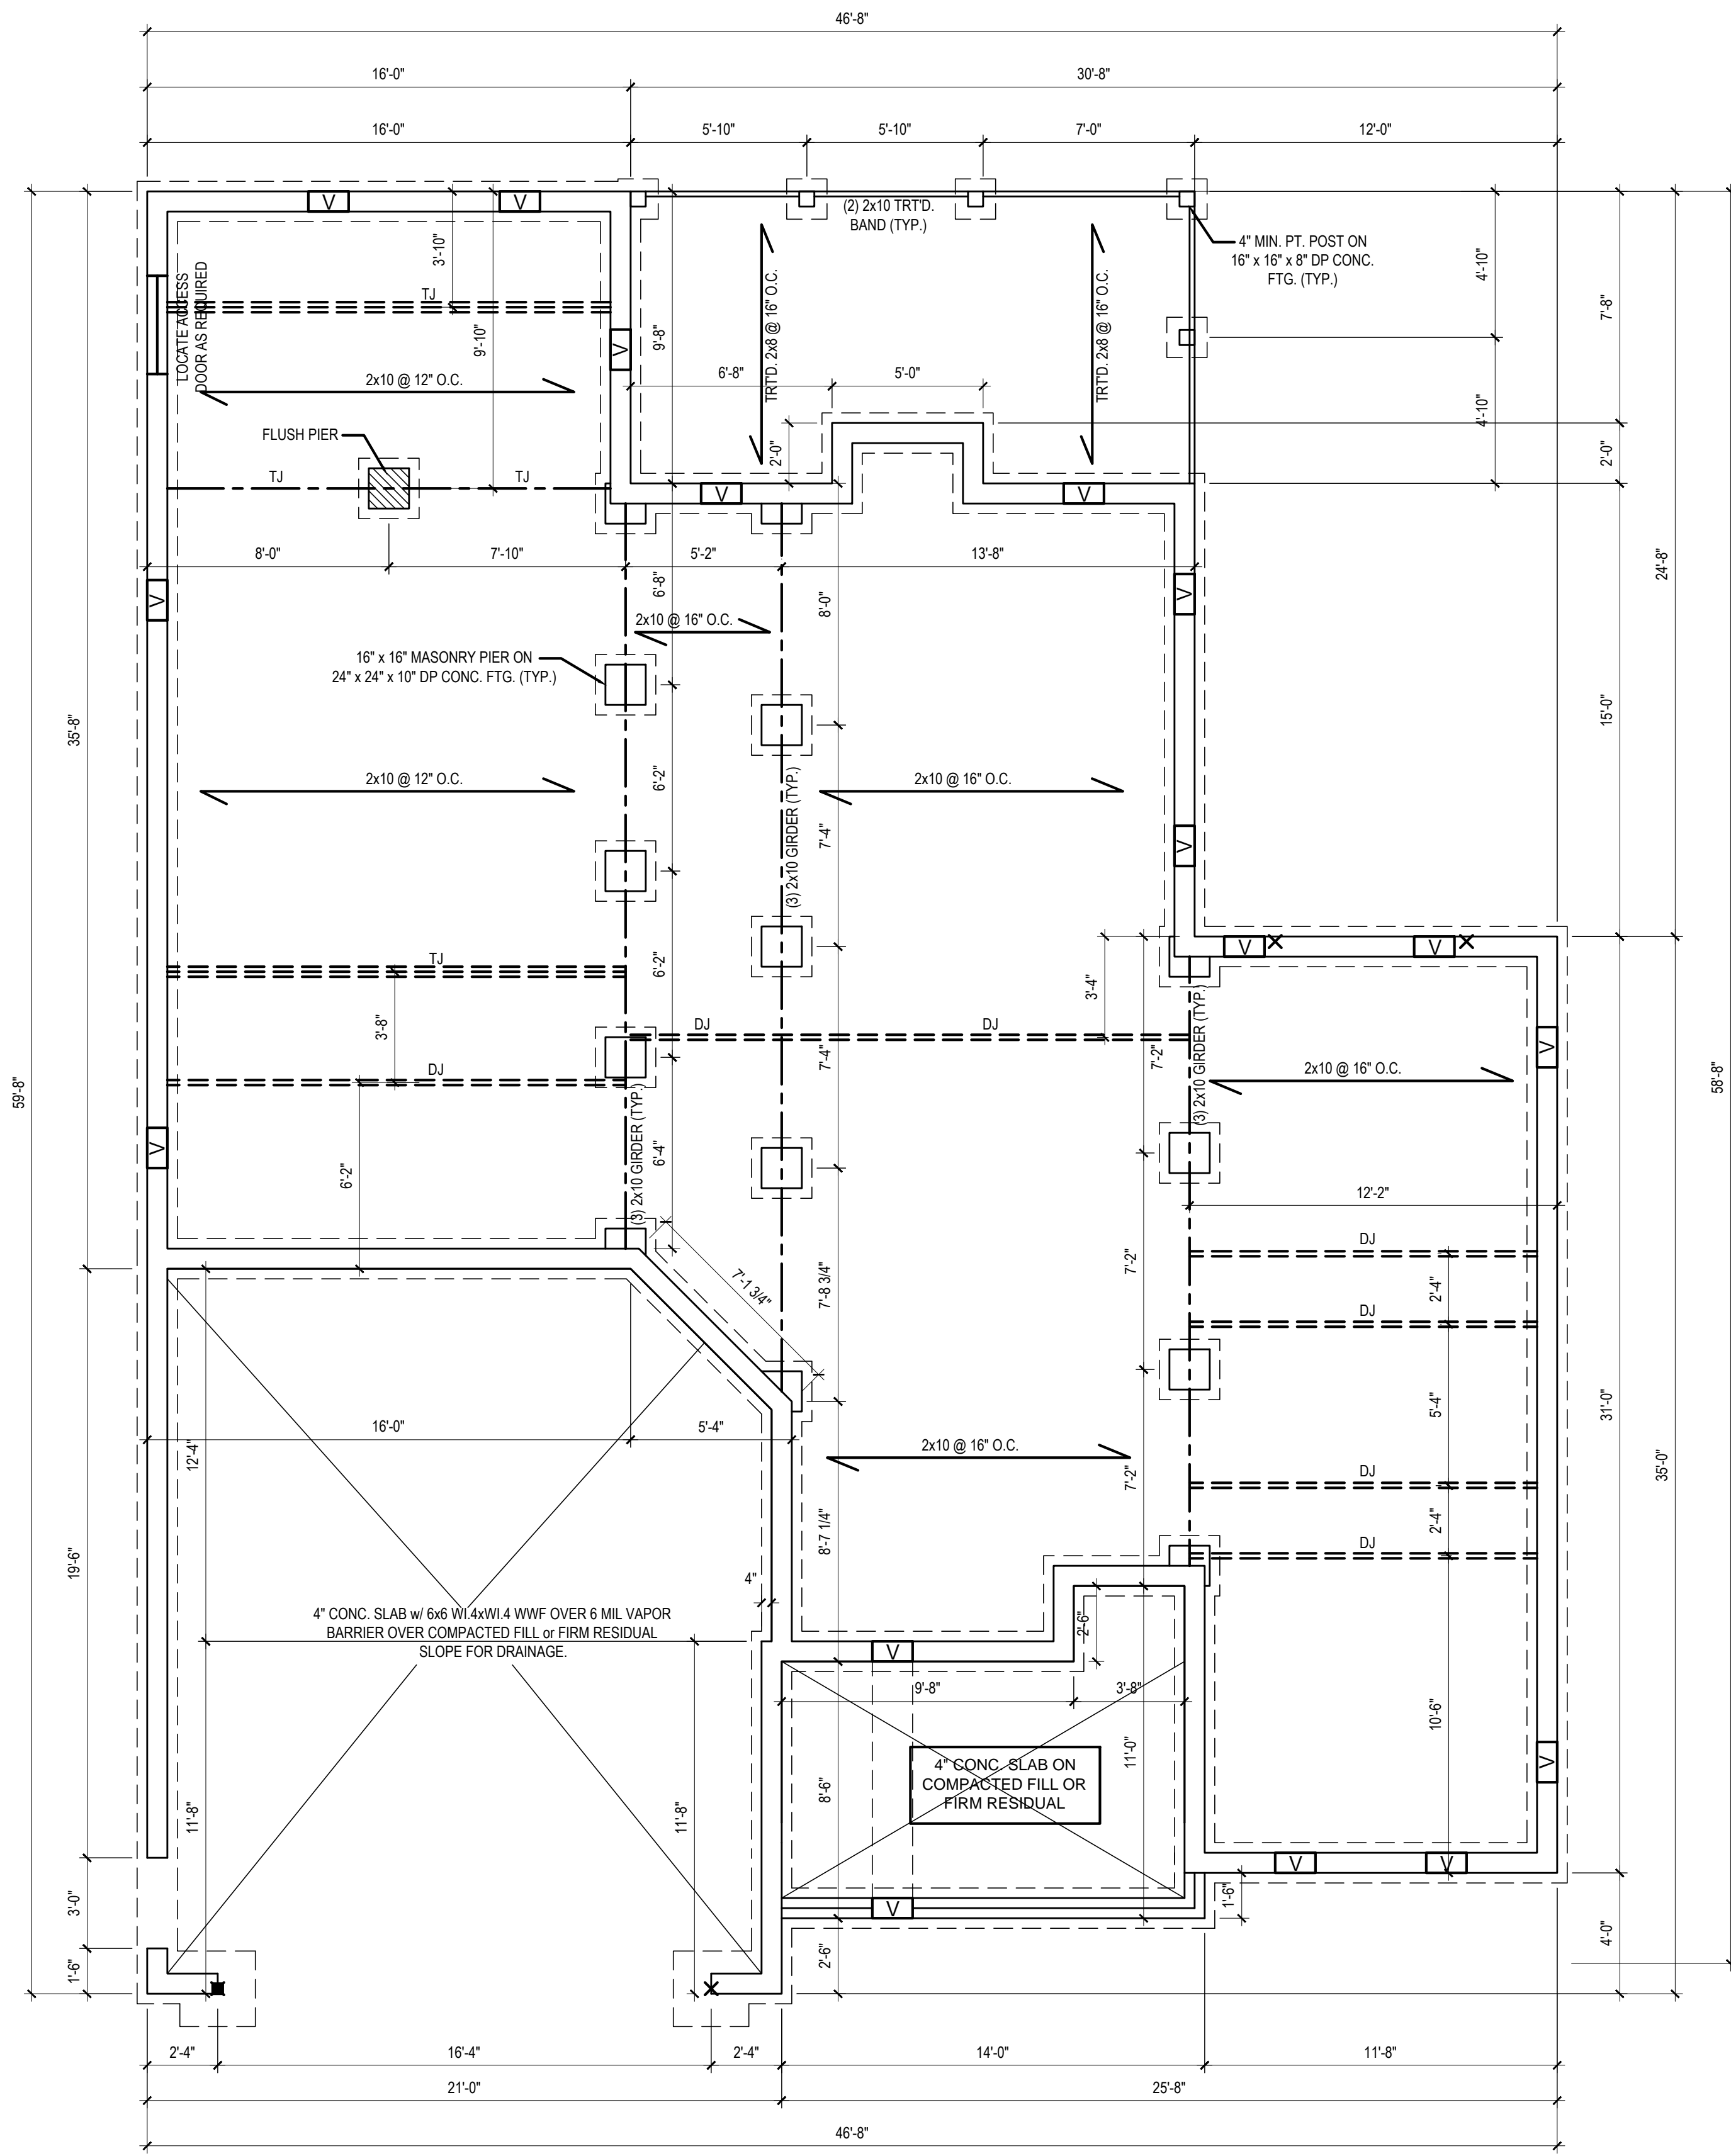 46'-8"
16'-0"
30'-8"
16'-0"
5'-10"
5'-10"
7'-0"
12'-0"
V
V
(2) 2x10 TRT'D.
BAND (TYP.)
4" MIN. PT. POST ON
16" x 16" x 8" DP CONC.
FTG. (TYP.)
3'-10"
LOCATE ACCESS
DOOR AS REQUIRED
TJ
9'-10"
V
9'-8"
TRT'D. 2x8 @ 16" O.C.
TRT'D. 2x8 @ 16" O.C.
4'-10"
7'-8"
2x10 @ 12" O.C.
6'-8"
5'-0"
4'-10"
FLUSH PIER
2'-0"
2'-0"
TJ
TJ
V
V
8'-0"
7'-10"
5'-2"
13'-8"
24'-8"
V
6'-8"
8'-0"
V
2x10 @ 16" O.C.
16" x 16" MASONRY PIER ON
24" x 24" x 10" DP CONC. FTG. (TYP.)
35'-8"
15'-0"
2x10 @ 12" O.C.
6'-2"
(3) 2x10 GIRDER (TYP.)
7'-4"
2x10 @ 16" O.C.
V
TJ
6'-2"
3'-4"
V
V
3'-8"
DJ
DJ
7'-4"
7'-2"
(3) 2x10 GIRDER (TYP.)
V
DJ
2x10 @ 16" O.C.
59'-8"
58'-8"
V
6'-2"
(3) 2x10 GIRDER (TYP.)
6'-4"
12'-2"
7'-1 3/4"
7'-8 3/4"
7'-2"
DJ
2'-4"
DJ
5'-4"
31'-0"
16'-0"
5'-4"
12'-4"
2x10 @ 16" O.C.
7'-2"
DJ
35'-0"
2'-4"
DJ
19'-6"
8'-7 1/4"
4"
4" CONC. SLAB w/ 6x6 WI.4xWI.4 WWF OVER 6 MIL VAPOR
BARRIER OVER COMPACTED FILL or FIRM RESIDUAL
SLOPE FOR DRAINAGE.
2'-6"
V
9'-8"
3'-8"
10'-6"
11'-0"
V
4" CONC. SLAB ON
COMPACTED FILL OR
FIRM RESIDUAL
11'-8"
11'-8"
8'-6"
V
V
V
1'-6"
3'-0"
4'-0"
1'-6"
2'-6"
2'-4"
16'-4"
2'-4"
14'-0"
11'-8"
21'-0"
25'-8"
46'-8"